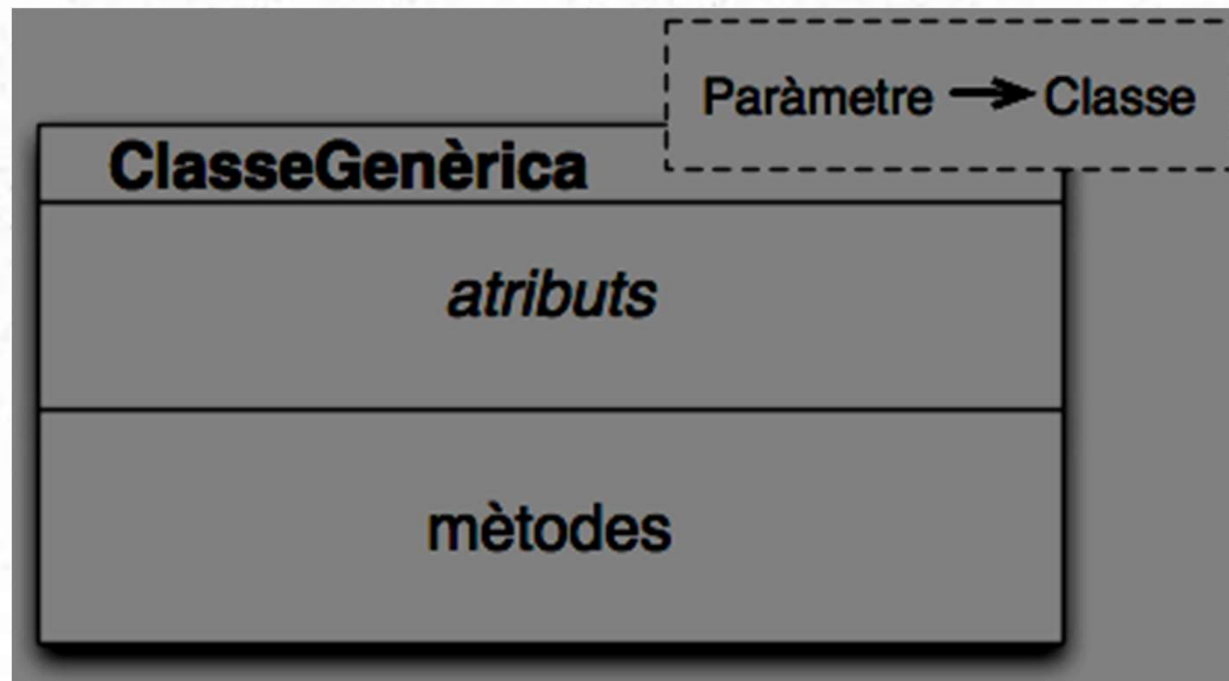 Paràmetre → Classe
ClasseGenèrica
atributs
mètodes